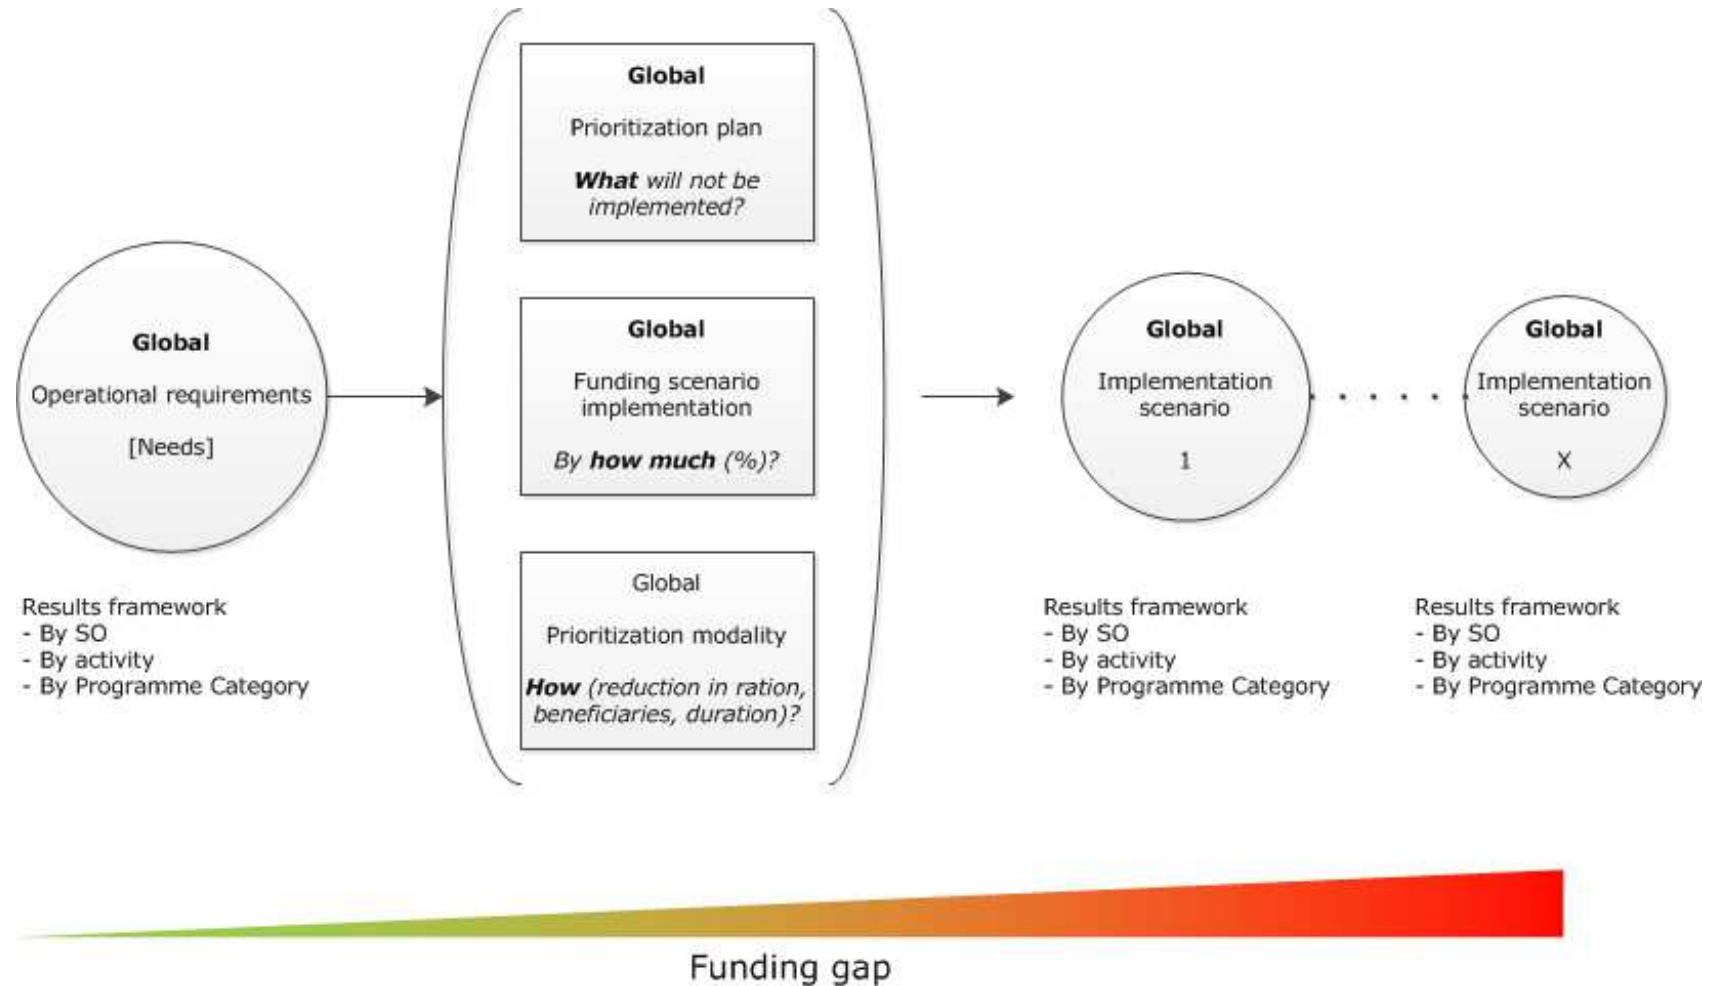 Global
Operational requirements
[Needs]
Results framework
- By SO
- By activity
- By Programme Category
Global
Prioritization plan
What will not be
implemented?
Global
Funding scenario
implementation
By how much (%)?
Global
Prioritization modality
How (reduction in ration,
beneficiaries, duration)?
Global
Implementation
scenario
1
Results framework
- By SO
- By activity
- By Programme Category
Global
Implementation
scenario
X
Results framework
- By SO
- By activity
- By Programme Category
Funding gap